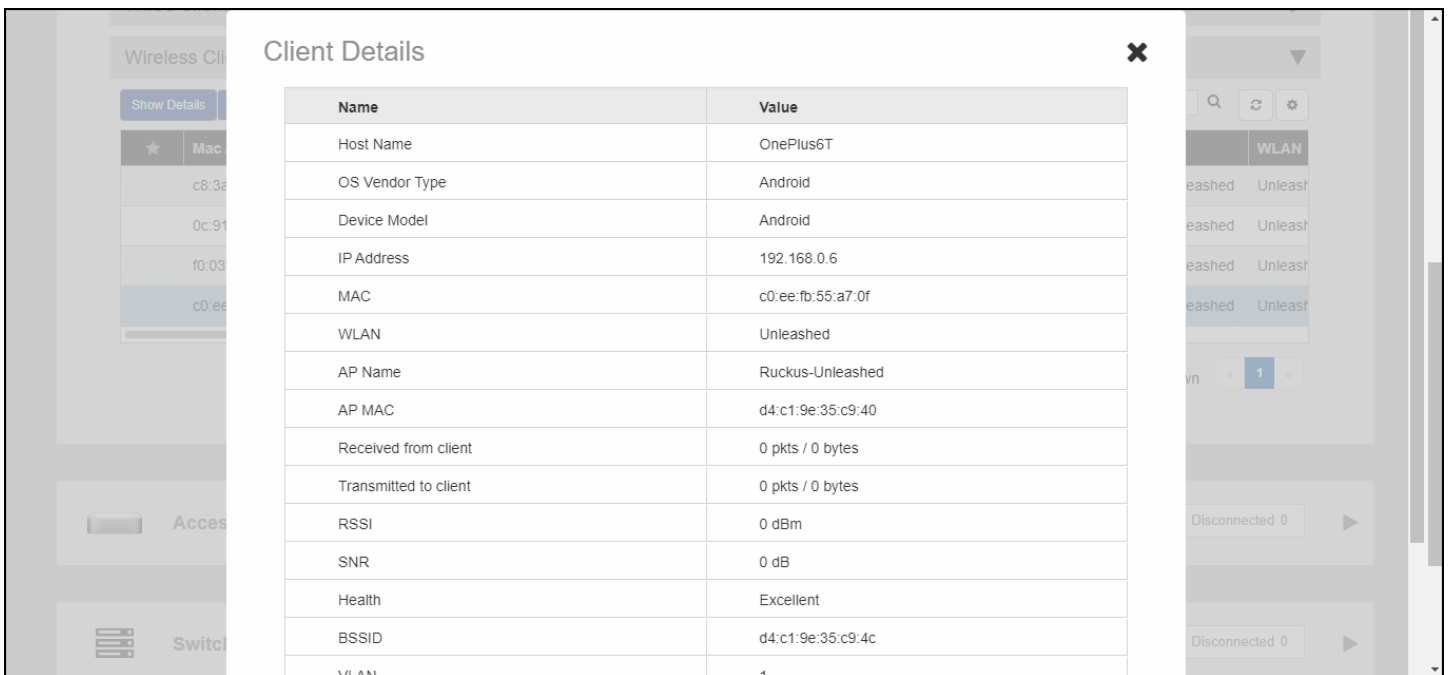 Client Details
Wireless Cli
Show Details
Name Value
Host Name OnePlus6T
Mac WLAN
OS Vendor Type Android
c8:3a eashed Unleash
Device Model Android
0c:91 eashed Unleash
IP Address 192.168.0.6
f0:03 eashed Unleash
MAC c0:ee:fb:55:a7:0f
c0:ee eashed Unleash
WLAN Unleashed
AP Name Ruckus-Unleashed
wn « 1 »
AP MAC d4:c1:9e:35:c9:40
Received from client 0 pkts / 0 bytes
Transmitted to client 0 pkts / 0 bytes
RSSI 0 dBm
Acces Disconnected 0
SNR 0 dB
Health Excellent
BSSID d4:c1:9e:35:c9:4c
Switc Disconnected 0
VLAN 1